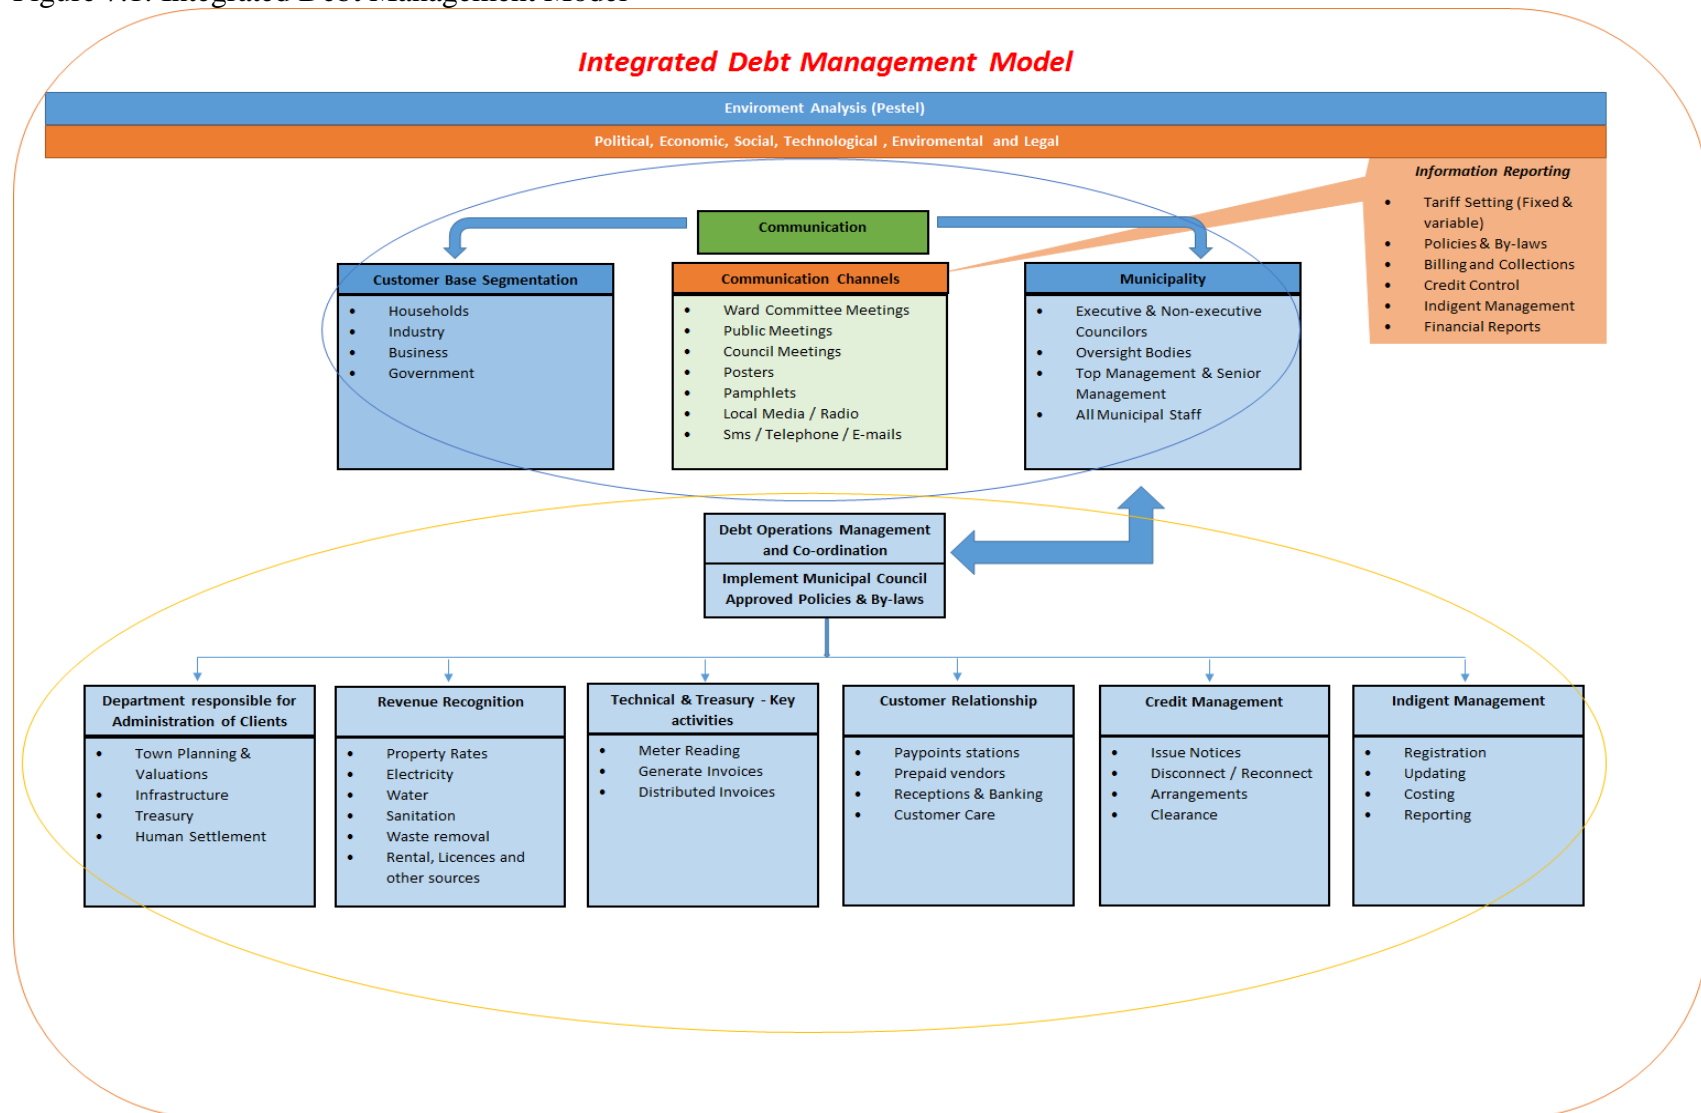 Figure 7.1: Integrated Debt Management Model
Integrated Debt Management Model
Enviroment Analysis (Pestel)
Political, Economic, Social, Technological , Enviromental and Legal
Information Reporting
• Tariff Setting (Fixed &
variable)
• Policies & By-laws
• Billing and Collections
• Credit Control
• Indigent Management
• Financial Reports
Communication
Customer Base Segmentation
• Households
• Industry
• Business
• Government
Communication Channels
• Ward Committee Meetings
• Public Meetings
• Council Meetings
• Posters
• Pamphlets
• Local Media / Radio
• Sms / Telephone / E-mails
Municipality
• Executive & Non-executive
Councilors
• Oversight Bodies
• Top Management & Senior
Management
• All Municipal Staff
Debt Operations Management
and Co-ordination
Implement Municipal Council
Approved Policies & By-laws
Department responsible for
Administration of Clients
• Town Planning &
Valuations
• Infrastructure
• Treasury
• Human Settlement
Revenue Recognition
• Property Rates
• Electricity
• Water
• Sanitation
• Waste removal
• Rental, Licences and
other sources
Technical & Treasury - Key
activities
• Meter Reading
• Generate Invoices
• Distributed Invoices
Customer Relationship
• Paypoints stations
• Prepaid vendors
• Receptions & Banking
• Customer Care
Credit Management
• Issue Notices
• Disconnect / Reconnect
• Arrangements
• Clearance
Indigent Management
• Registration
• Updating
• Costing
• Reporting